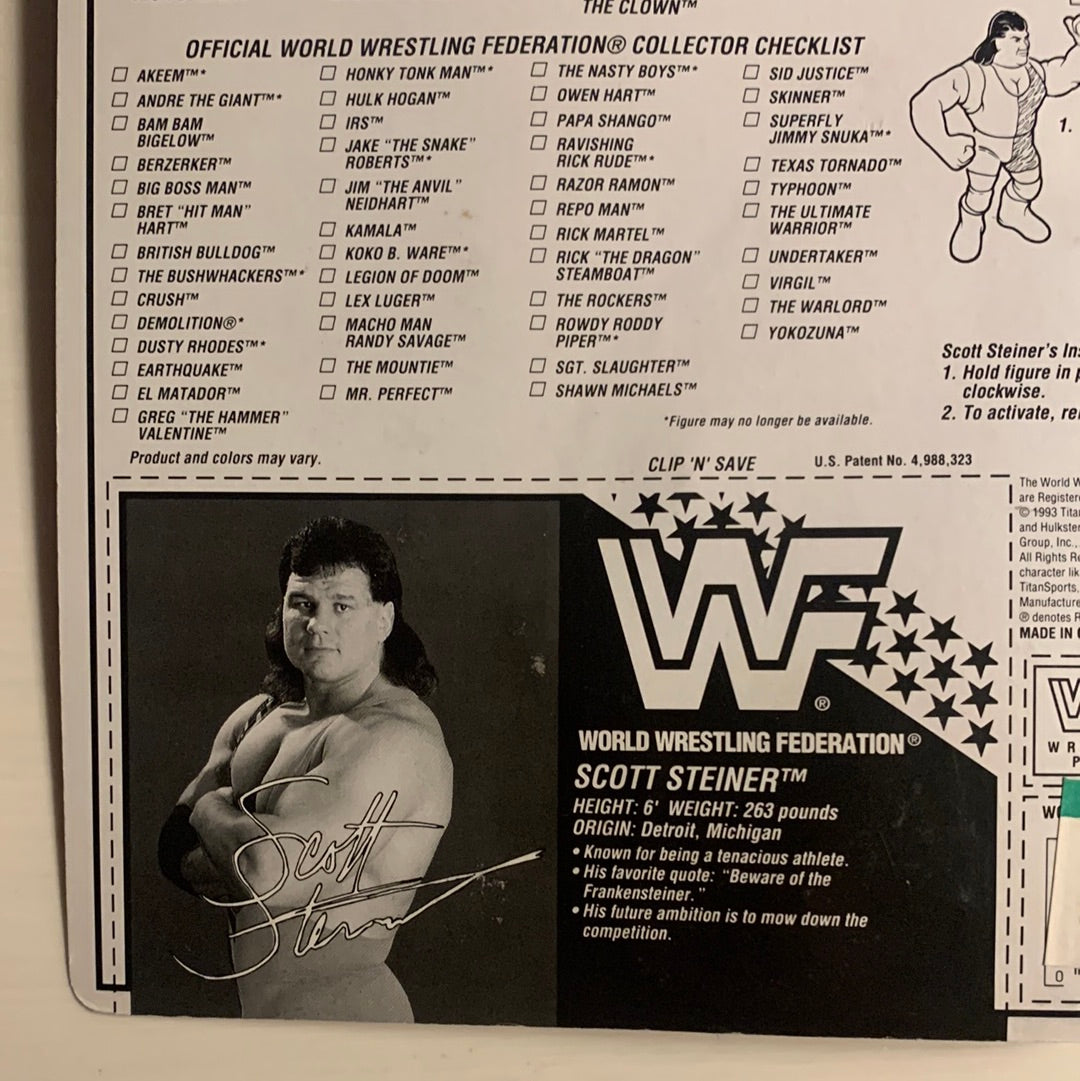 THE CLOWN™
OFFICIAL WORLD WRESTLING FEDERATION® COLLECTOR CHECKLIST
AKEEM™*
ANDRE THE GIANT™*
BAM BAM
BIGELOW™
BERZERKER™
BIG BOSS MAN™
BRET "HIT MAN"
HART™
BRITISH BULLDOG™
THE BUSHWHACKERS™*
CRUSH™
DEMOLITION®*
DUSTY RHODES™*
EARTHQUAKE™
EL MATADOR™
GREG "THE HAMMER"
VALENTINE™
HONKY TONK MAN™*
HULK HOGAN™
IRS™
JAKE "THE SNAKE"
ROBERTS™*
JIM "THE ANVIL"
NEIDHART™
KAMALA™
KOKO B. WARE™*
LEGION OF DOOM™
LEX LUGER™
MACHO MAN
RANDY SAVAGE™
THE MOUNTIE™
MR. PERFECT™
THE NASTY BOYS™*
OWEN HART™
PAPA SHANGO™
RAVISHING
RICK RUDE™*
RAZOR RAMON™
REPO MAN™
RICK MARTEL™
RICK "THE DRAGON"
STEAMBOAT™
THE ROCKERS™
ROWDY RODDY
PIPER™*
SGT. SLAUGHTER™
SHAWN MICHAELS™
SID JUSTICE™
SKINNER™
SUPERFLY
JIMMY SNUKA™*
TEXAS TORNADO™
TYPHOON™
THE ULTIMATE
WARRIOR™
UNDERTAKER™
VIRGIL™
THE WARLORD™
YOKOZUNA™
*Figure may no longer be available.
Product and colors may vary.
CLIP 'N' SAVE
U.S. Patent No. 4,988,323
1.
Scott Steiner's
1. Hold figure in
clockwise.
2. To activate,
The World
are
© 1993
and
Group, Inc.,
All Rights
character
TitanSports,
® denotes
MADE IN
WF
®
WORLD WRESTLING FEDERATION®
SCOTT STEINER™
HEIGHT: 6' WEIGHT: 263 pounds
ORIGIN: Detroit, Michigan
• Known for being a tenacious athlete.
• His favorite quote: "Beware of the
Frankensteiner."
• His future ambition is to mow down the
competition.
Scott
Steiner
0